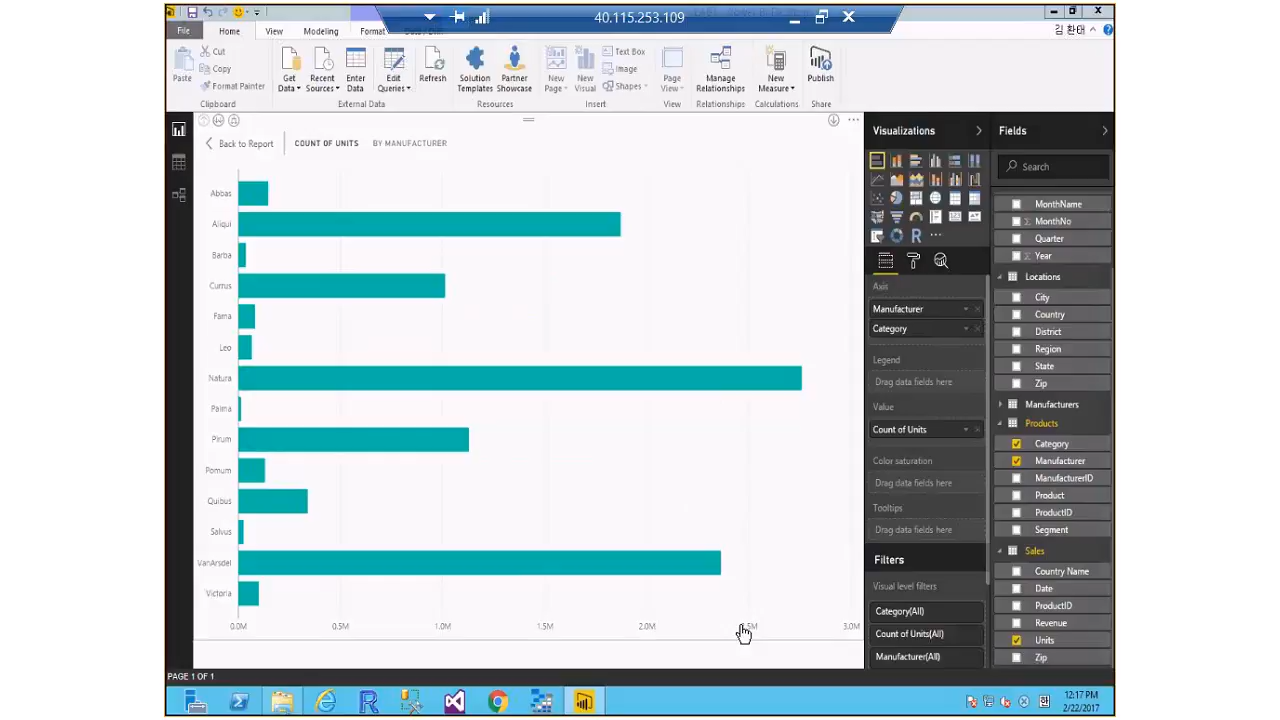 40.115.253.109
File Home View Modeling Format
김 환태
Paste
Cut
Copy
Format Painter
Get Data
Recent Sources
Enter Data
Edit Queries
Refresh
Solution Templates
Partner Showcase
New Page
New Visual
Text Box
Image
Shapes
Page View
Manage Relationships
New Measure
Publish
Clipboard External Data Resources Insert View Relationships Calculations Share
Back to Report COUNT OF UNITS BY MANUFACTURER
Abbas
Aliqui
Barba
Currus
Fama
Leo
Natura
Palma
Pirum
Pomum
Quibus
Salvus
VanArsdel
Victoria
0.0M 0.5M 1.0M 1.5M 2.0M 3.0M
Visualizations
Axis
Manufacturer
Category
Legend
Drag data fields here
Value
Count of Units
Color saturation
Drag data fields here
Tooltips
Drag data fields here
Filters
Visual level filters
Category(All)
Count of Units(All)
Manufacturer(All)
Fields
Search
MonthName
Σ MonthNo
Quarter
Σ Year
Locations
City
Country
District
Region
State
Zip
Manufacturers
Products
Category
Manufacturer
ManufacturerID
Product
ProductID
Segment
Sales
Country Name
Date
ProductID
Revenue
Units
Zip
PAGE 1 OF 1
12:17 PM
2/22/2017